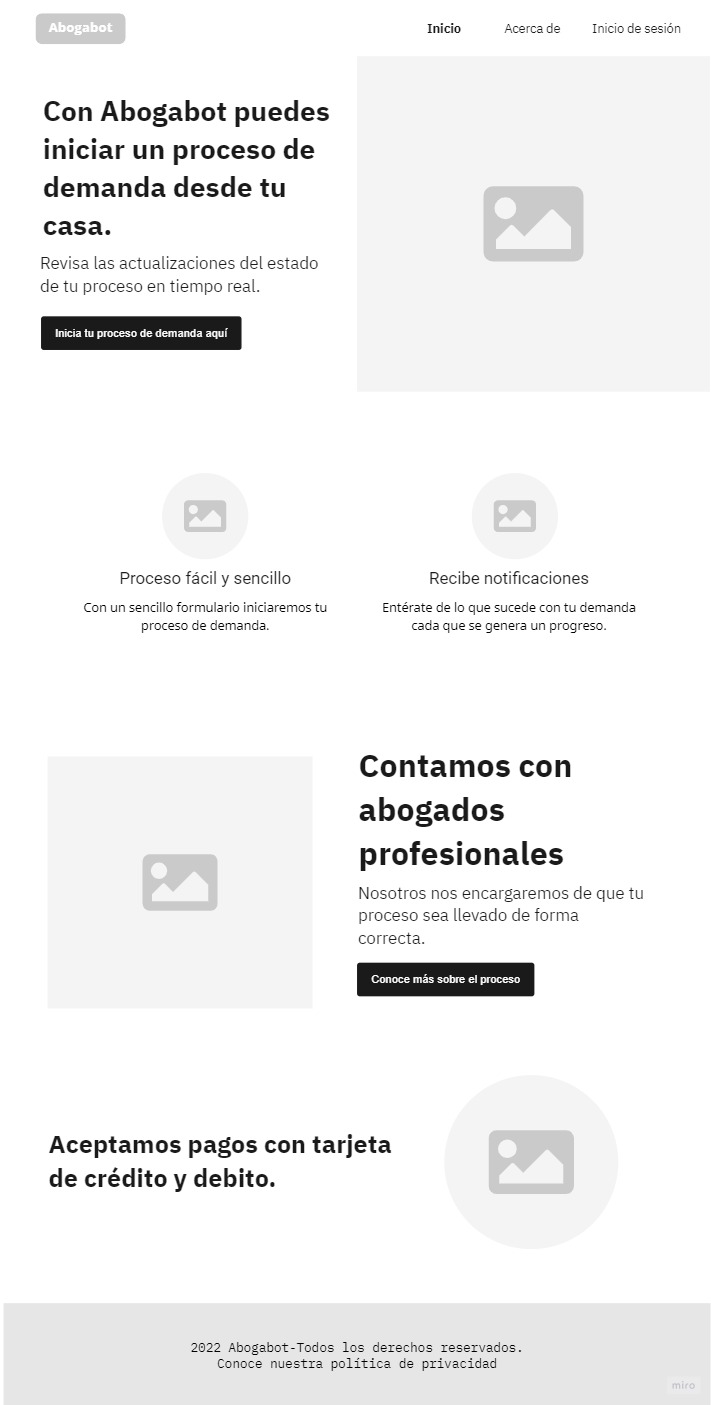 Abogabot
Inicio
Acerca de
Inicio de sesión
Con Abogabot puedes
iniciar un proceso de
demanda desde tu
casa.
Revisa las actualizaciones del estado
de tu proceso en tiempo real.
Inicia tu proceso de demanda aquí
Proceso fácil y sencillo
Con un sencillo formulario iniciaremos tu
proceso de demanda.
Recibe notificaciones
Entérate de lo que sucede con tu demanda
cada que se genera un progreso.
Contamos con
abogados
profesionales
Nosotros nos encargaremos de que tu
proceso sea llevado de forma
correcta.
Conoce más sobre el proceso
Aceptamos pagos con tarjeta
de crédito y debito.
2022 Abogabot-Todos los derechos reservados.
Conoce nuestra política de privacidad
miro